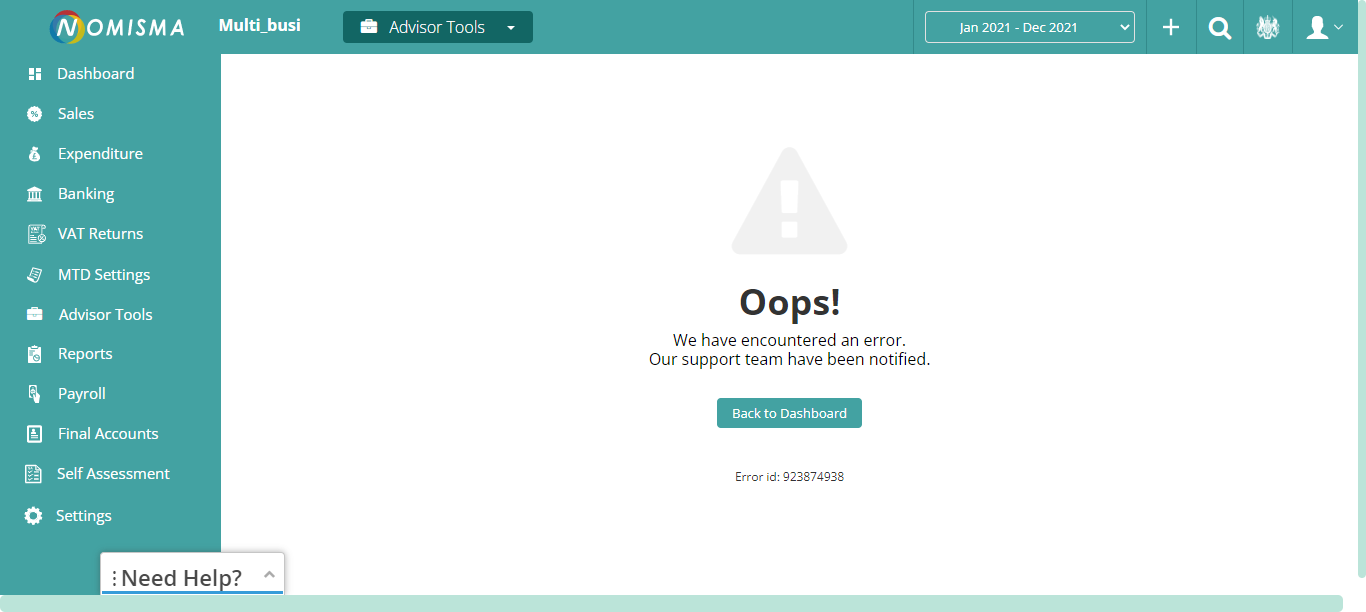 NOMISMA
Multi_busi
Advisor Tools
Jan 2021 - Dec 2021
Dashboard
Sales
Expenditure
Banking
VAT Returns
MTD Settings
Advisor Tools
Reports
Payroll
Final Accounts
Self Assessment
Settings
Oops!
We have encountered an error.
Our support team have been notified.
Back to Dashboard
Error id: 923874938
Need Help?